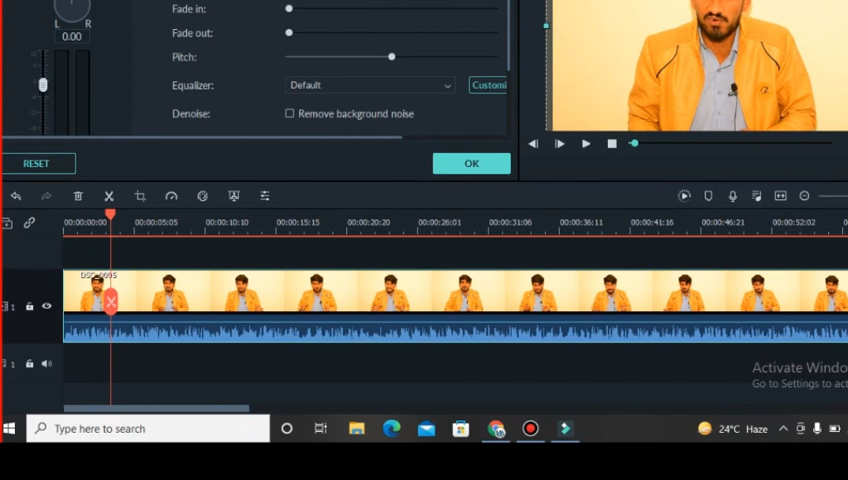 Fade in:
L R
0.00
Fade out:
Pitch:
Equalizer: Default Customi
Denoise: Remove background noise
RESET
OK
00:00:00:00 00:00:05:05 00:00:10:10 00:00:15:15 00:00:20:20 00:00:26:01 00:00:31:06 00:00:36:11 00:00:41:16 00:00:46:21 00:00:52:02
DSC_0095
1
1
Activate Windo
Go to Settings to act
Type here to search
24°C Haze